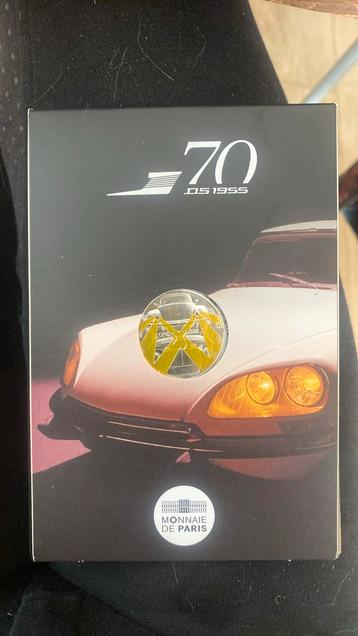 70
DS 1955
MONNAIE
DE PARIS